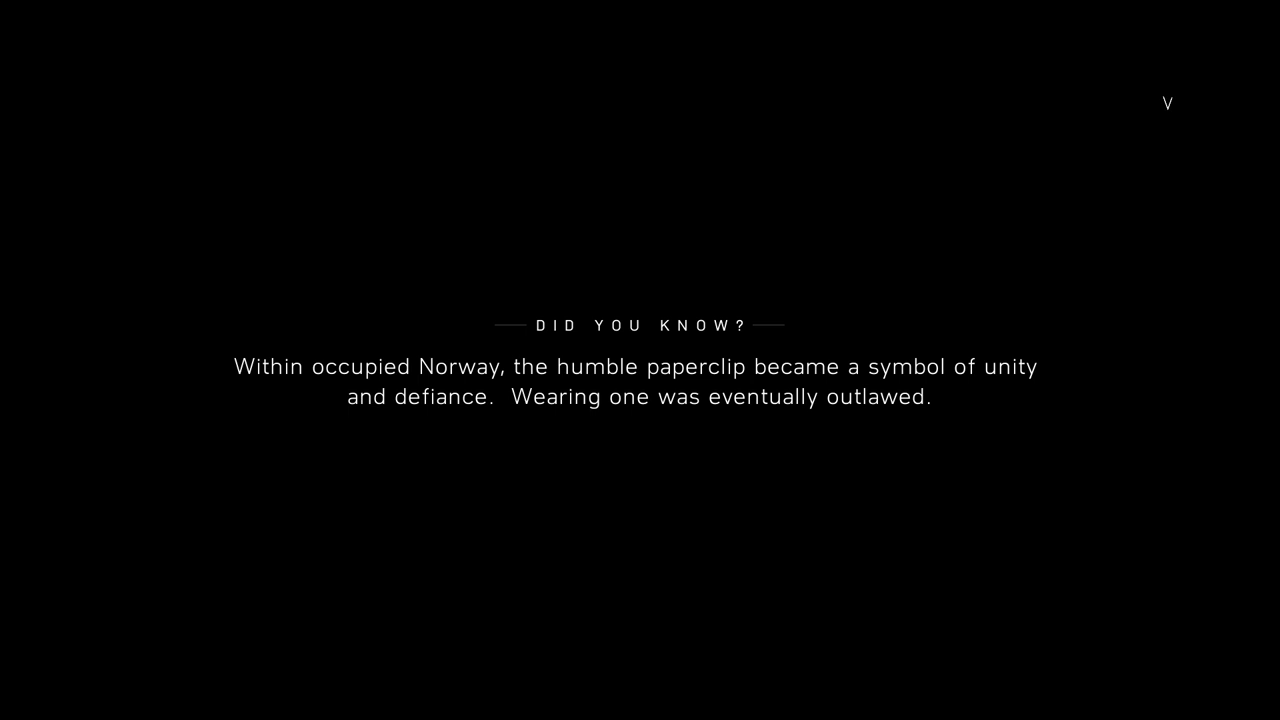 V
DID YOU KNOW?
Within occupied Norway, the humble paperclip became a symbol of unity
and defiance.  Wearing one was eventually outlawed.